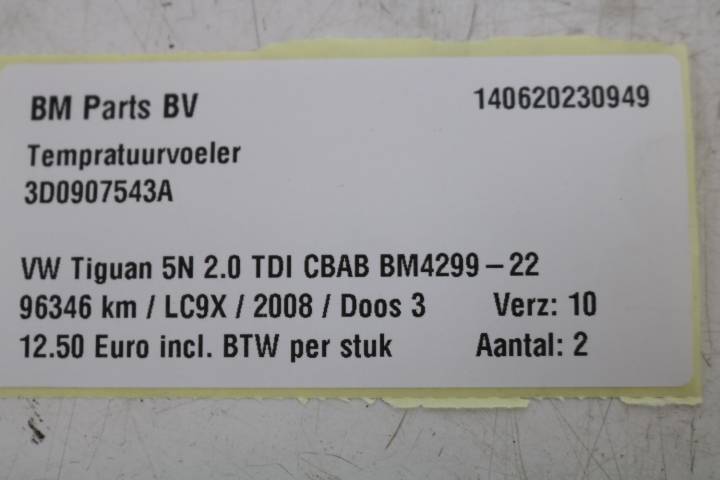 BM Parts BV 140620230949
Tempratuurvoeler
3D0907543A
VW Tiguan 5N 2.0 TDI CBAB BM4299 – 22
96346 km / LC9X / 2008 / Doos 3 Verz: 10
12.50 Euro incl. BTW per stuk Aantal: 2